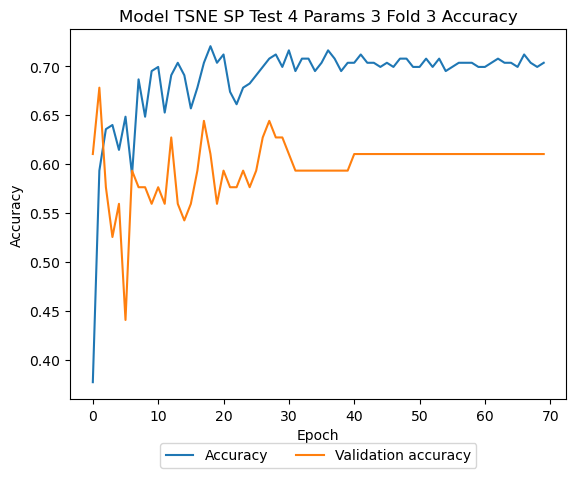 Model TSNE SP Test 4 Params 3 Fold 3 Accuracy
0.70
0.65
0.60
0.55
0.50
0.45
0.40
Accuracy
0 10 20 30 40 50 60 70
Epoch
Accuracy Validation accuracy